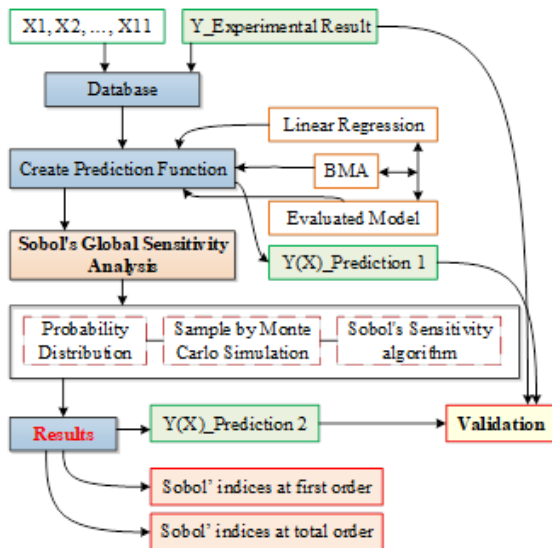 X1, X2, ..., X11
Y_Experimental Result
Database
Linear Regression
Create Prediction Function
BMA
Evaluated Model
Sobol's Global Sensitivity
Analysis
Y(X)_Prediction 1
Probability
Distribution
Sample by Monte
Carlo Simulation
Sobol's Sensitivity
algorithm
Results
Y(X)_Prediction 2
Validation
Sobol' indices at first order
Sobol' indices at total order